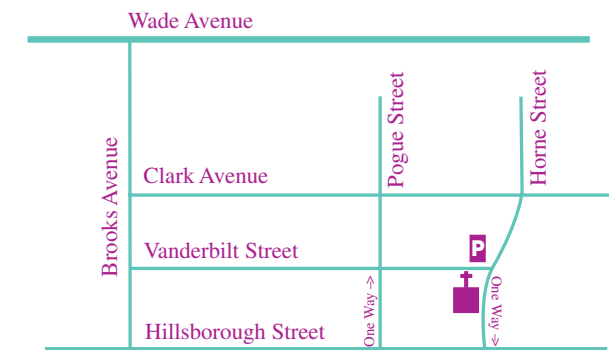 Wade Avenue
Pogue Street
Horne Street
Brooks Avenue
Clark Avenue
Vanderbilt Street
P
One Way ->
One Way ->
Hillsborough Street